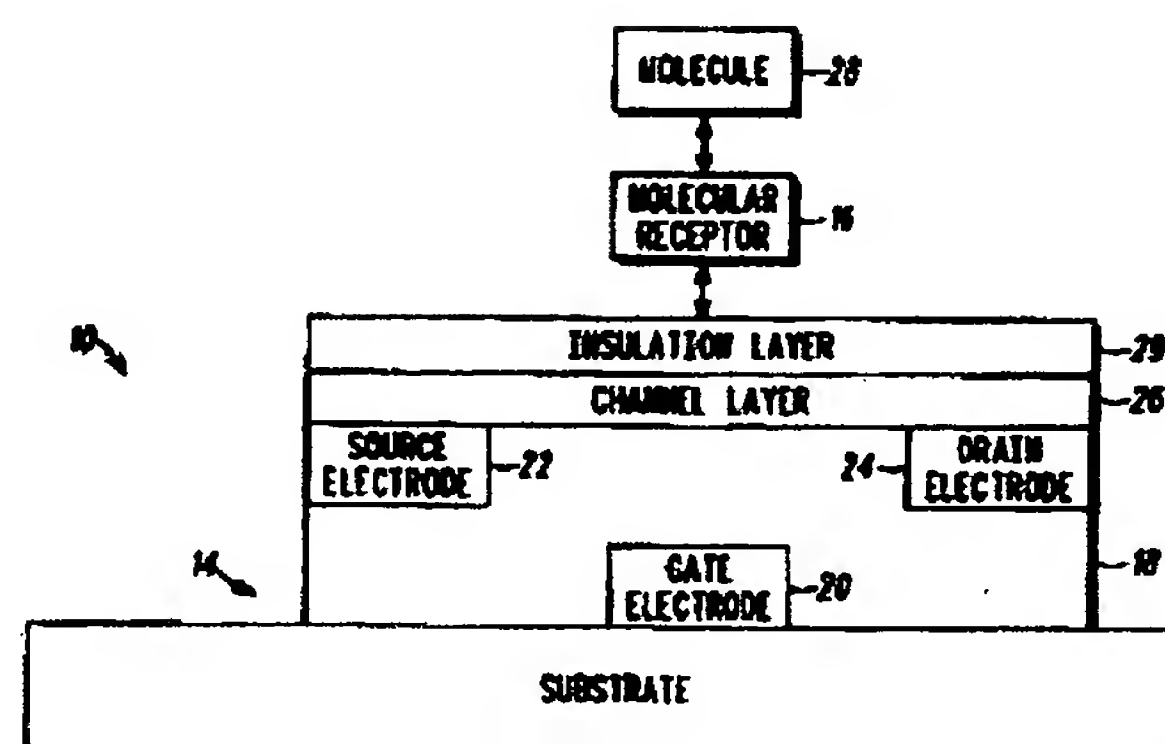 MOLECULE
28
MOLECULAR
RECEPTOR
16
10
INSULATION LAYER
29
CHANNEL LAYER
26
SOURCE
ELECTRODE
22
24
DRAIN
ELECTRODE
14
GATE
ELECTRODE
20
18
SUBSTRATE